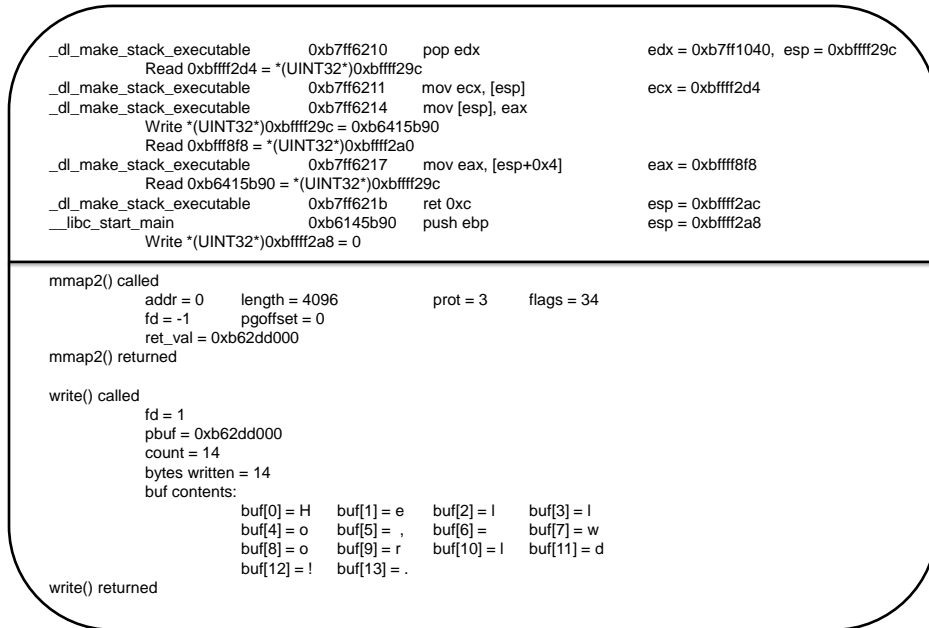 _dl_make_stack_executable 0xb7ff6210 pop edx edx = 0xb7ff1040, esp = 0xbffff29c
Read 0xbffff2d4 = *(UINT32*)0xbffff29c
_dl_make_stack_executable 0xb7ff6211 mov ecx, [esp] ecx = 0xbffff2d4
_dl_make_stack_executable 0xb7ff6214 mov [esp], eax
Write *(UINT32*)0xbffff29c = 0xb6415b90
Read 0xbfff8f8 = *(UINT32*)0xbffff2a0
_dl_make_stack_executable 0xb7ff6217 mov eax, [esp+0x4] eax = 0xbffff8f8
Read 0xb6415b90 = *(UINT32*)0xbffff29c
_dl_make_stack_executable 0xb7ff621b ret 0xc esp = 0xbffff2ac
__libc_start_main 0xb6145b90 push ebp esp = 0xbffff2a8
Write *(UINT32*)0xbffff2a8 = 0
mmap2() called
addr = 0 length = 4096 prot = 3 flags = 34
fd = -1 pgoffset = 0
ret_val = 0xb62dd000
mmap2() returned
write() called
fd = 1
pbuf = 0xb62dd000
count = 14
bytes written = 14
buf contents:
buf[0] = H buf[1] = e buf[2] = l buf[3] = l
buf[4] = o buf[5] = , buf[6] = buf[7] = w
buf[8] = o buf[9] = r buf[10] = l buf[11] = d
buf[12] = ! buf[13] = .
write() returned